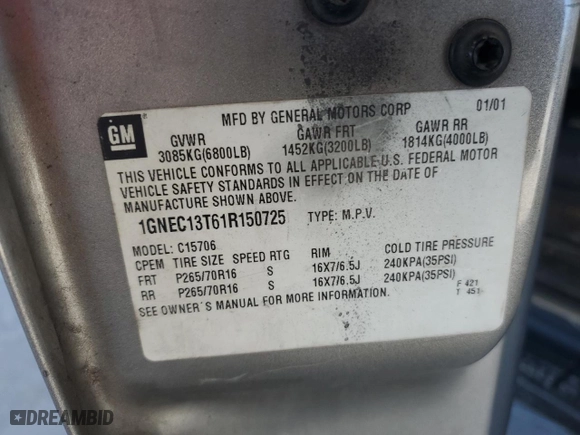 GM
MFD BY GENERAL MOTORS CORP 01/01
GVWR GAWR FRT GAWR RR
3085KG(6800LB) 1452KG(3200LB) 1814KG(4000LB)
THIS VEHICLE CONFORMS TO ALL APPLICABLE U.S. FEDERAL MOTOR
VEHICLE SAFETY STANDARDS IN EFFECT ON THE DATE OF
MANUFACTURE SHOWN ABOVE.
1GNEC13T61R150725 TYPE: M.P.V.
MODEL: C15706
CPEM TIRE SIZE SPEED RTG RIM COLD TIRE PRESSURE
FRT P265/70R16 S 16X7/6.5J 240KPA(35PSI)
RR P265/70R16 S 16X7/6.5J 240KPA(35PSI)
SEE OWNER'S MANUAL FOR MORE INFORMATION.
F 421
T 451
DREAMBID